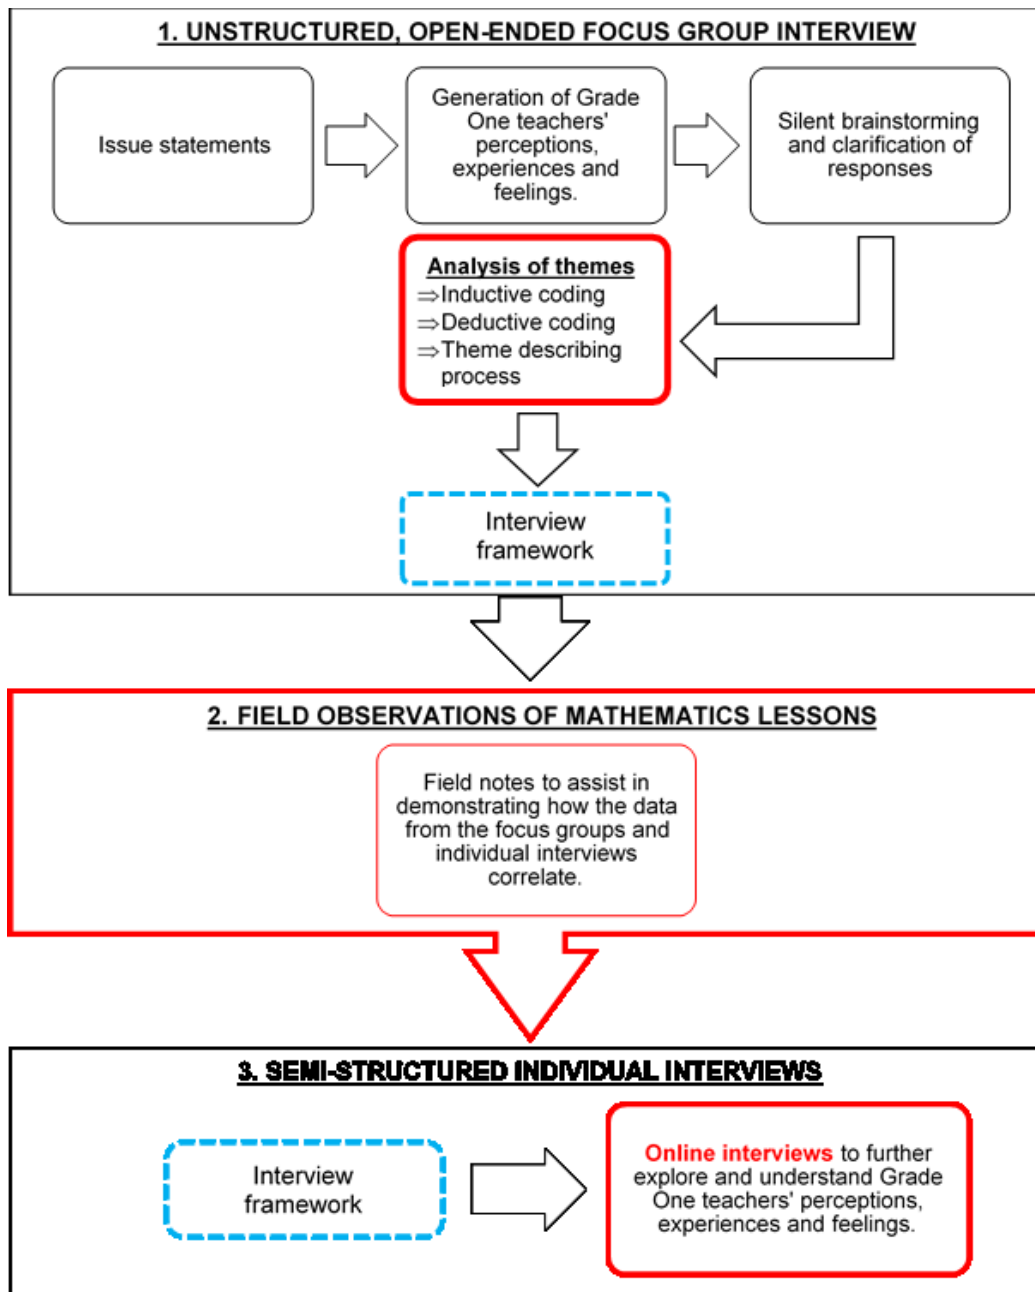 1. UNSTRUCTURED, OPEN-ENDED FOCUS GROUP INTERVIEW
Issue statements
Generation of Grade
One teachers'
perceptions,
experiences and
feelings.
Silent brainstorming
and clarification of
responses
Analysis of themes
⇒Inductive coding
⇒Deductive coding
⇒Theme describing
process
Interview
framework
2. FIELD OBSERVATIONS OF MATHEMATICS LESSONS
Field notes to assist in
demonstrating how the data
from the focus groups and
individual interviews
correlate.
3. SEMI-STRUCTURED INDIVIDUAL INTERVIEWS
Interview
framework
Online interviews to further
explore and understand Grade
One teachers' perceptions,
experiences and feelings.